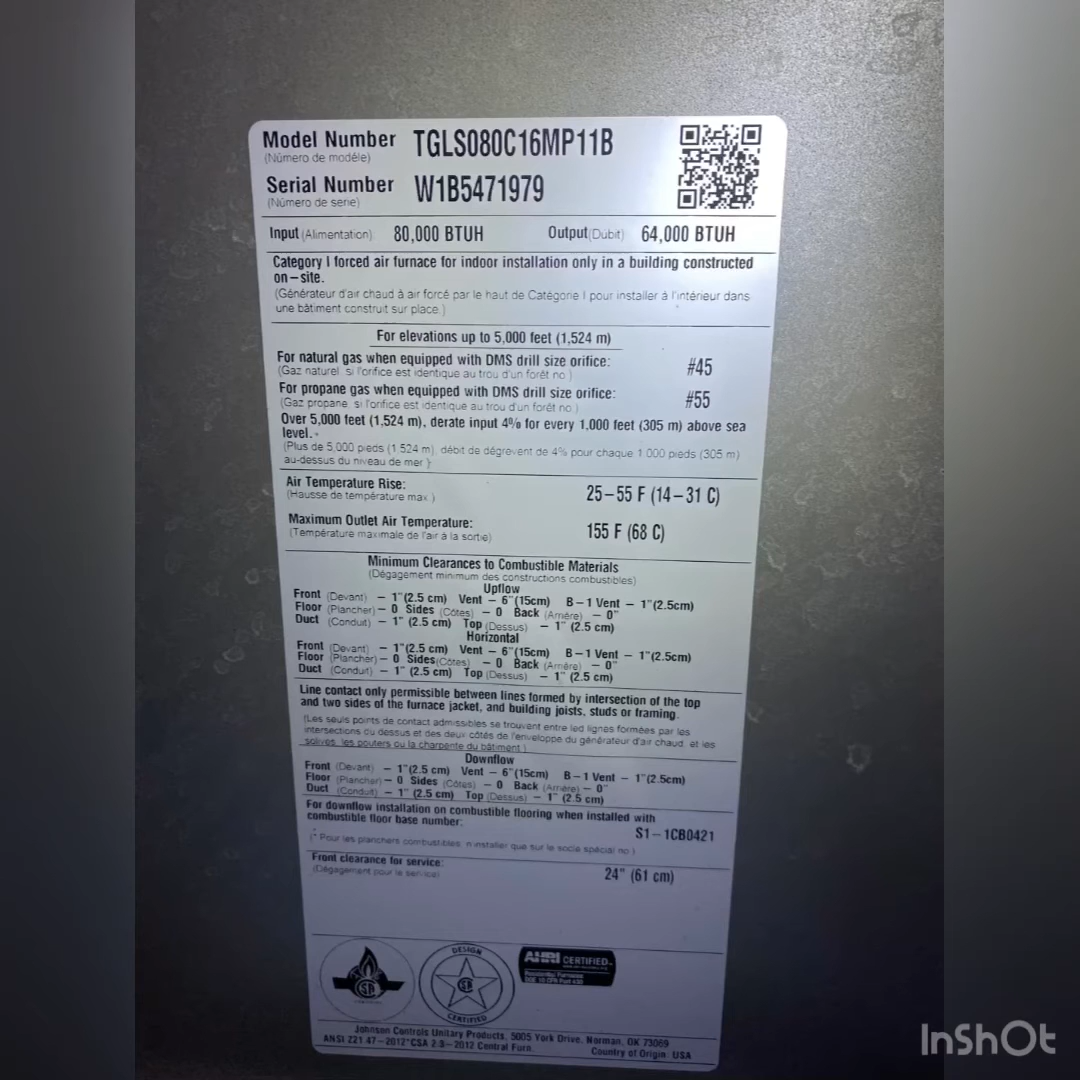 Model Number TGLS080C16MP11B
(Numéro de modèle)
Serial Number W1B5471979
(Numéro de serie)
Input (Alimentation) 80,000 BTUH Output (Dubit) 64,000 BTUH
Category I forced air furnace for indoor installation only in a building constructed
on-site.
(Générateur d'air chaud à air forcé par le haut de Catégorie I pour installer à l'intérieur dans
une bâtiment construit sur place.)
For elevations up to 5,000 feet (1,524 m)
For natural gas when equipped with DMS drill size orifice: #45
(Gaz naturel si l'orifice est identique au trou d'un forêt no.)
For propane gas when equipped with DMS drill size orifice: #55
(Gaz propane, si l'orifice est identique au trou d'un forêt no.)
Over 5,000 feet (1,524 m), derate input 4% for every 1,000 feet (305 m) above sea
level.
(Plus de 5,000 pieds (1 524 m), débit de dégrevent de 4% pour chaque 1 000 pieds (305 m)
au-dessus du niveau de mer.)
Air Temperature Rise: 25-55 F (14-31 C)
(Hausse de température max.)
Maximum Outlet Air Temperature: 155 F (68 C)
(Température maximale de l'air à la sortie)
Minimum Clearances to Combustible Materials
(Dégagement minimum des constructions combustibles)
Upflow
Front (Devant) - 1"(2.5 cm) Vent - 6"(15cm) B-1 Vent - 1"(2.5cm)
Floor (Plancher) - 0 Sides (Côtes) - 0 Back (Arrière) - 0"
Duct (Conduit) - 1" (2.5 cm) Top (Dessus) - 1" (2.5 cm)
Horizontal
Front (Devant) - 1"(2.5 cm) Vent - 6"(15cm) B-1 Vent - 1"(2.5cm)
Floor (Plancher) - 0 Sides (Côtes) - 0 Back (Arrière) - 0"
Duct (Conduit) - 1" (2.5 cm) Top (Dessus) - 1" (2.5 cm)
Line contact only permissible between lines formed by intersection of the top
and two sides of the furnace jacket, and building joists, studs or framing.
(Les seuls points de contact admissibles se trouvent entre led lignes formées par les
intersections du dessus et des deux côtés de l'enveloppe du générateur d'air chaud, et les
solives, les pouters ou la charpente du bâtiment.)
Downflow
Front (Devant) - 1"(2.5 cm) Vent - 6"(15cm) B-1 Vent - 1"(2.5cm)
Floor (Plancher) - 0 Sides (Côtes) - 0 Back (Arrière) - 0"
Duct (Conduit) - 1" (2.5 cm) Top (Dessus) - 1" (2.5 cm)
For downflow installation on combustible flooring when installed with
combustible floor base number: S1-1CB0421
(* Pour les planchers combustibles, n'installer que sur le socle spécial no.)
Front clearance for service: 24" (61 cm)
(Dégagement pour le service)
DESIGN
CERTIFIED
AHRI CERTIFIED
Residential Furnaces
Johnson Controls Unitary Products, 5005 York Drive, Norman, OK 73069
ANSI Z21.47-2012*CSA 2.3-2012 Central Furn. Country of Origin: USA
InShOt